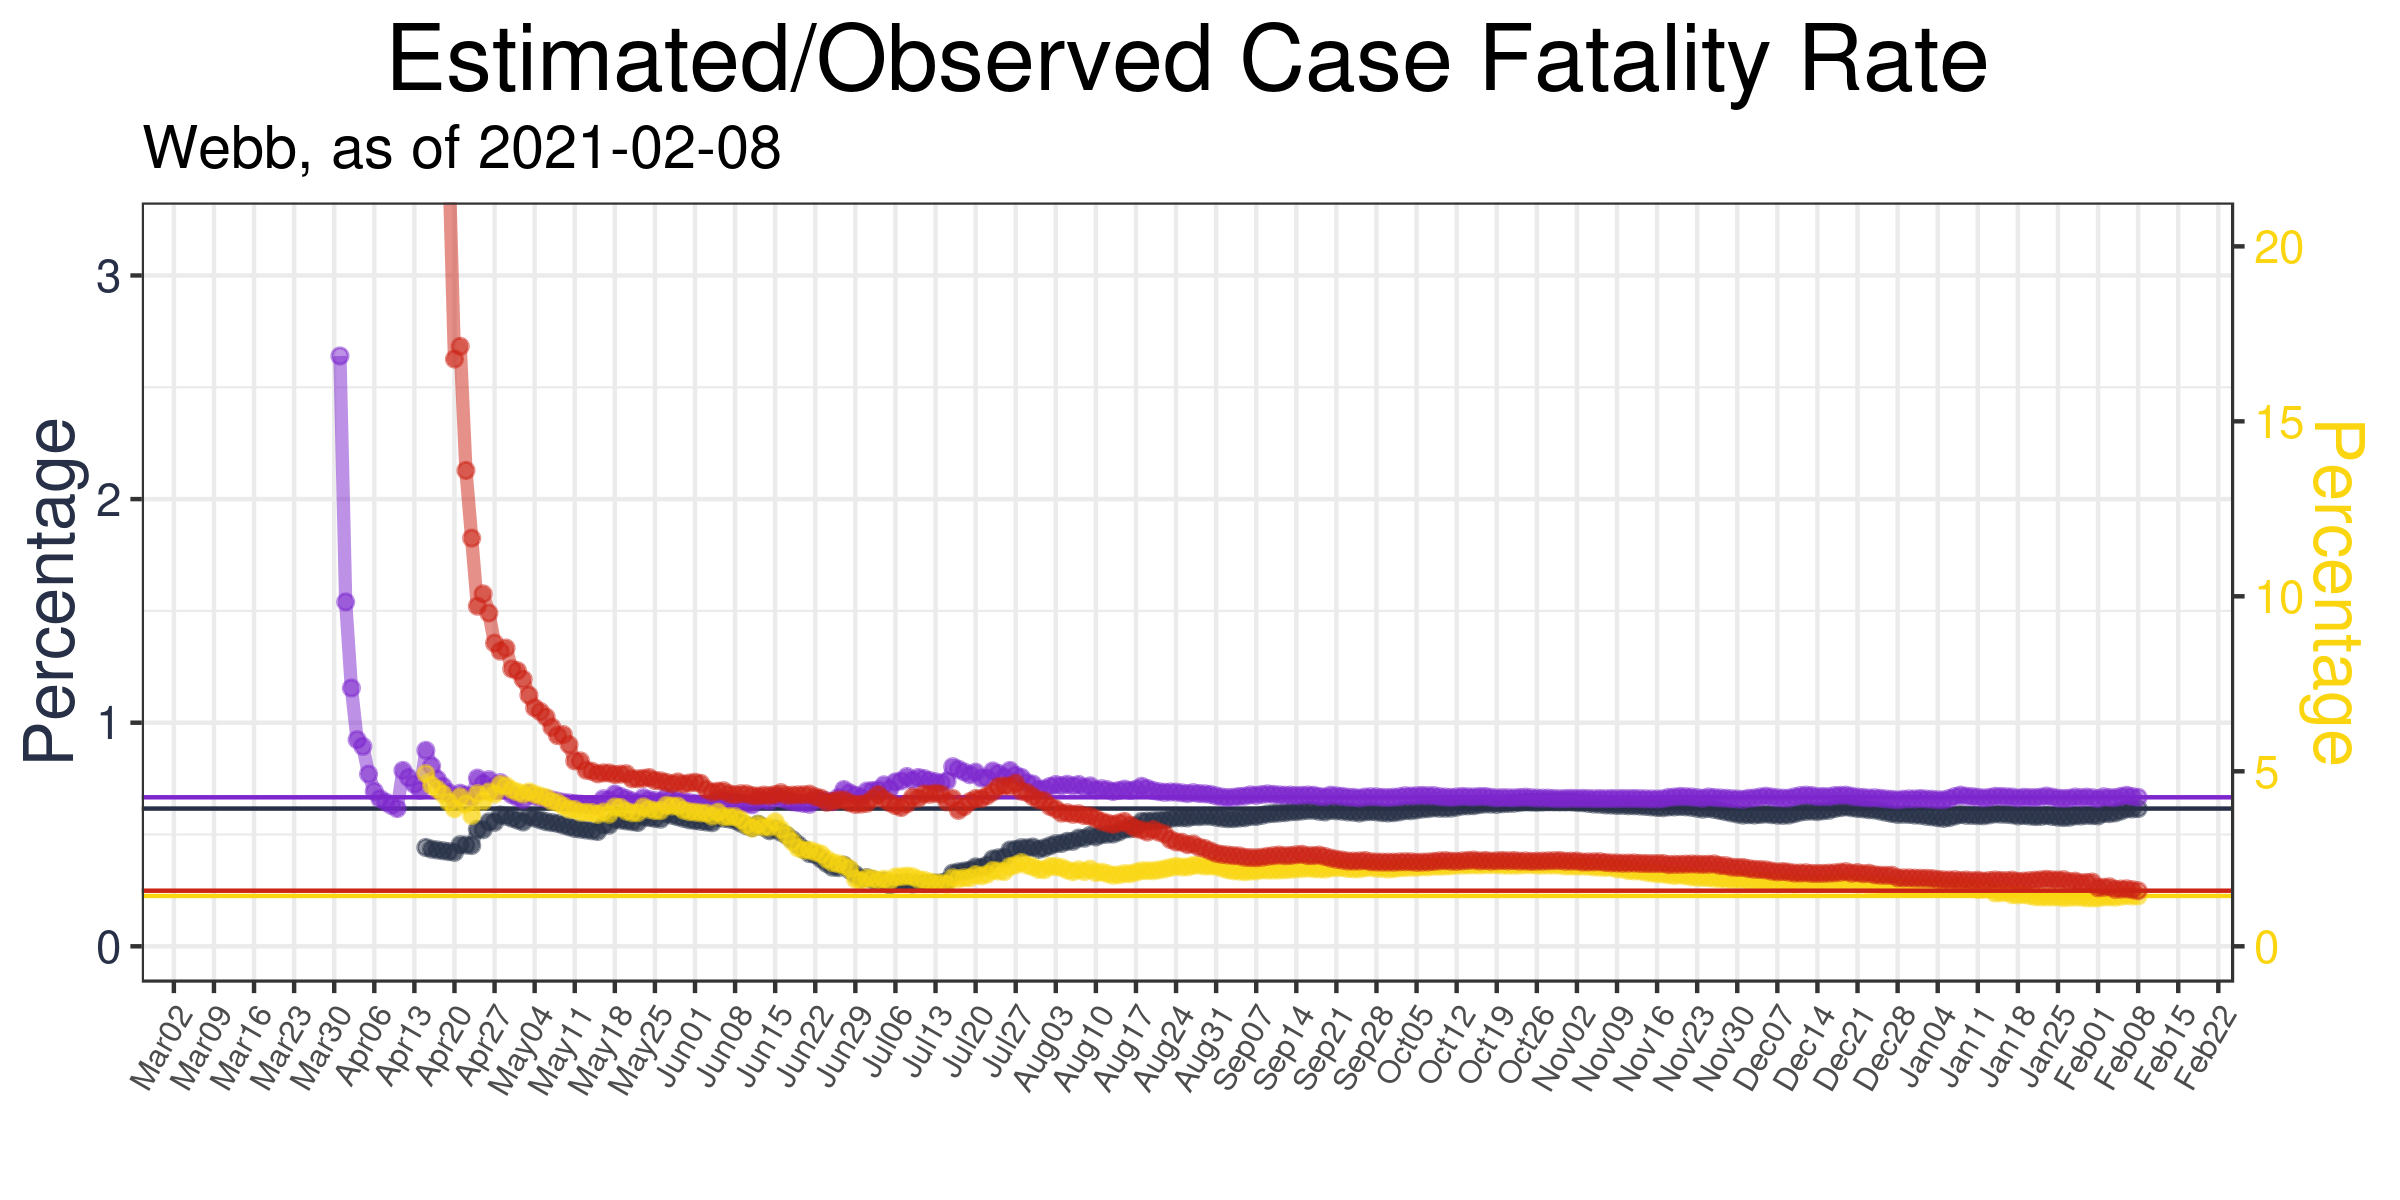 Estimated/Observed Case Fatality Rate
Webb, as of 2021-02-08
Percentage
3
2
1
0
20
15
10
5
0
Percentage
Mar02
Mar09
Mar16
Mar23
Mar30
Apr06
Apr13
Apr20
Apr27
May04
May11
May18
May25
Jun01
Jun08
Jun15
Jun22
Jun29
Jul06
Jul13
Jul20
Jul27
Aug03
Aug10
Aug17
Aug24
Aug31
Sep07
Sep14
Sep21
Sep28
Oct05
Oct12
Oct19
Oct26
Nov02
Nov09
Nov16
Nov23
Nov30
Dec07
Dec14
Dec21
Dec28
Jan04
Jan11
Jan18
Jan25
Feb01
Feb08
Feb15
Feb22